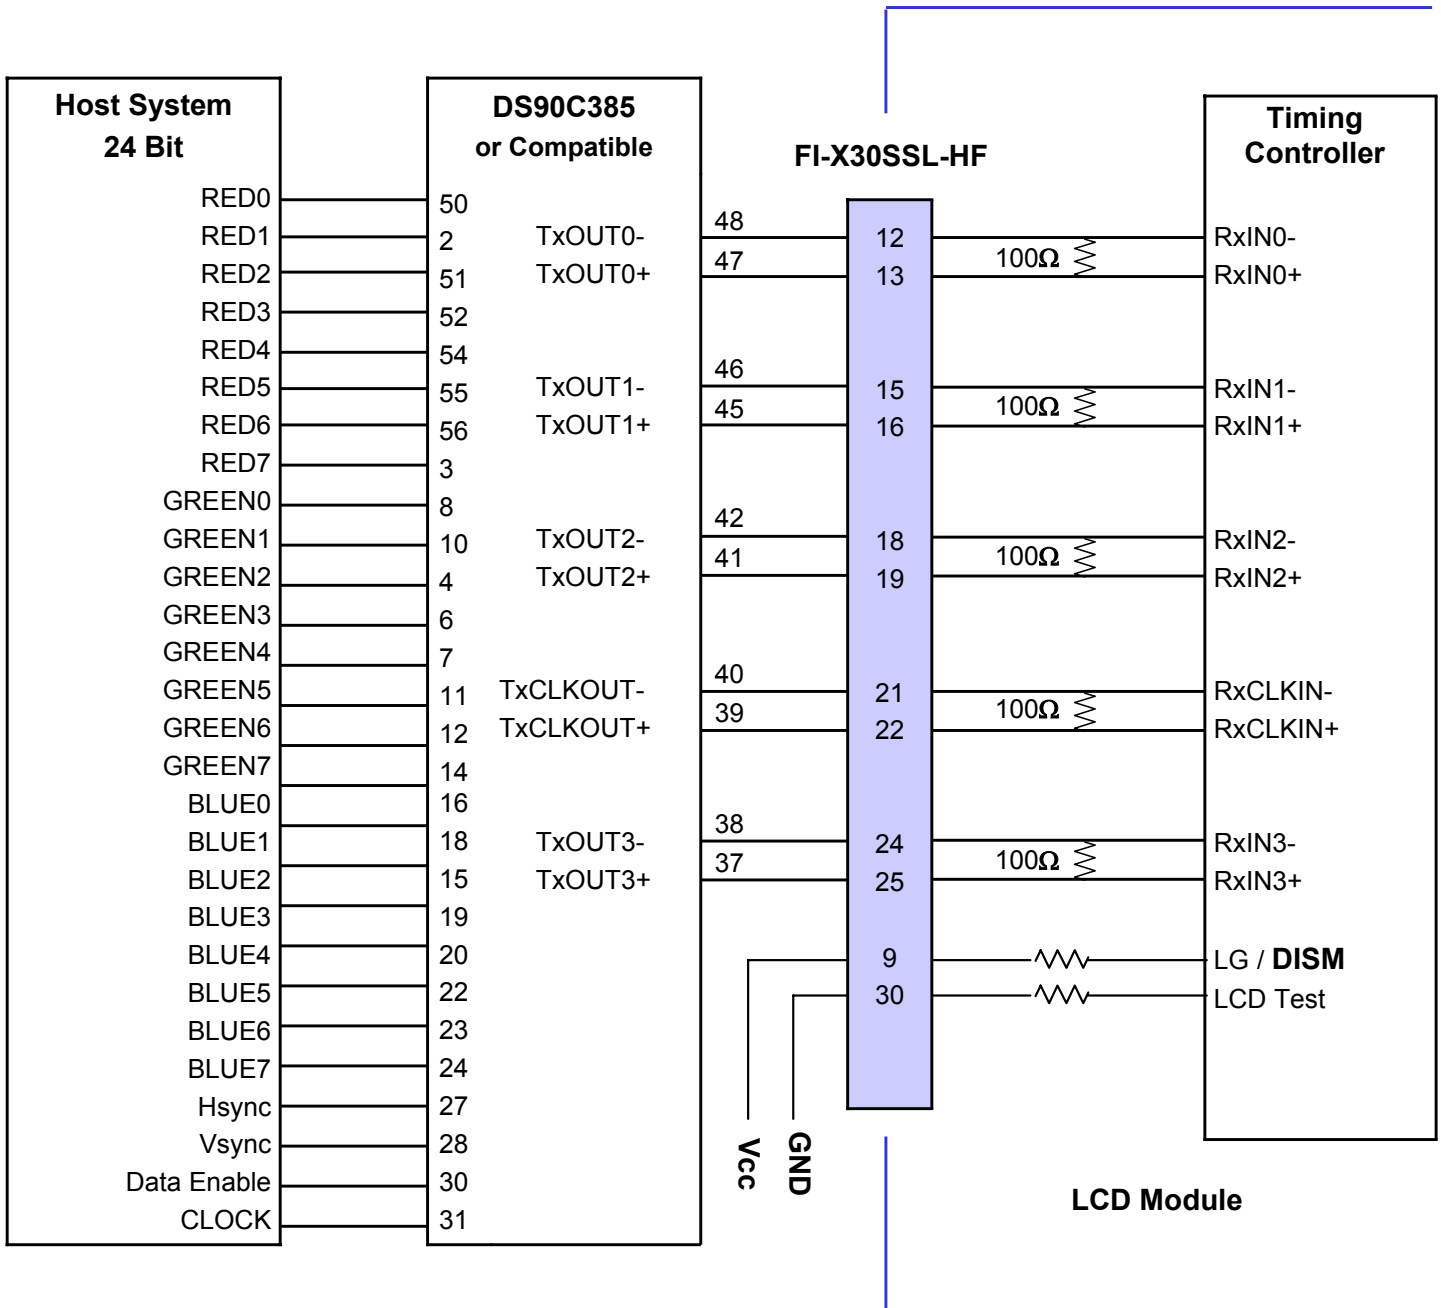 Host System
24 Bit
RED0
RED1
RED2
RED3
RED4
RED5
RED6
RED7
GREEN0
GREEN1
GREEN2
GREEN3
GREEN4
GREEN5
GREEN6
GREEN7
BLUE0
BLUE1
BLUE2
BLUE3
BLUE4
BLUE5
BLUE6
BLUE7
Hsync
Vsync
Data Enable
CLOCK
DS90C385
or Compatible
50
2
51
52
54
55
56
3
8
10
4
6
7
11
12
14
16
18
15
19
20
22
23
24
27
28
30
31
TxOUT0-
TxOUT0+
TxOUT1-
TxOUT1+
TxOUT2-
TxOUT2+
TxCLKOUT-
TxCLKOUT+
TxOUT3-
TxOUT3+
48
47
46
45
42
41
40
39
38
37
Vcc
GND
FI-X30SSL-HF
12
13
15
16
18
19
21
22
24
25
9
30
100Ω
100Ω
100Ω
100Ω
100Ω
Timing
Controller
RxIN0-
RxIN0+
RxIN1-
RxIN1+
RxIN2-
RxIN2+
RxCLKIN-
RxCLKIN+
RxIN3-
RxIN3+
LG / DISM
LCD Test
LCD Module